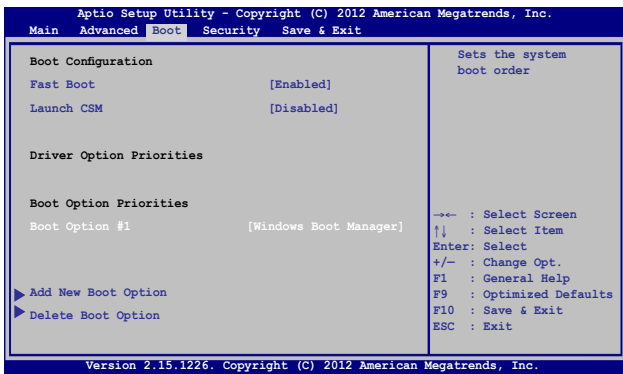 Aptio Setup Utility - Copyright (C) 2012 American Megatrends, Inc.
Main Advanced Boot Security Save & Exit
Boot Configuration
Fast Boot [Enabled]
Launch CSM [Disabled]
Driver Option Priorities
Boot Option Priorities
Boot Option #1 [Windows Boot Manager]
Add New Boot Option
Delete Boot Option
Sets the system
boot order
→← : Select Screen
↑↓ : Select Item
Enter: Select
+/— : Change Opt.
F1 : General Help
F9 : Optimized Defaults
F10 : Save & Exit
ESC : Exit
Version 2.15.1226. Copyright (C) 2012 American Megatrends, Inc.